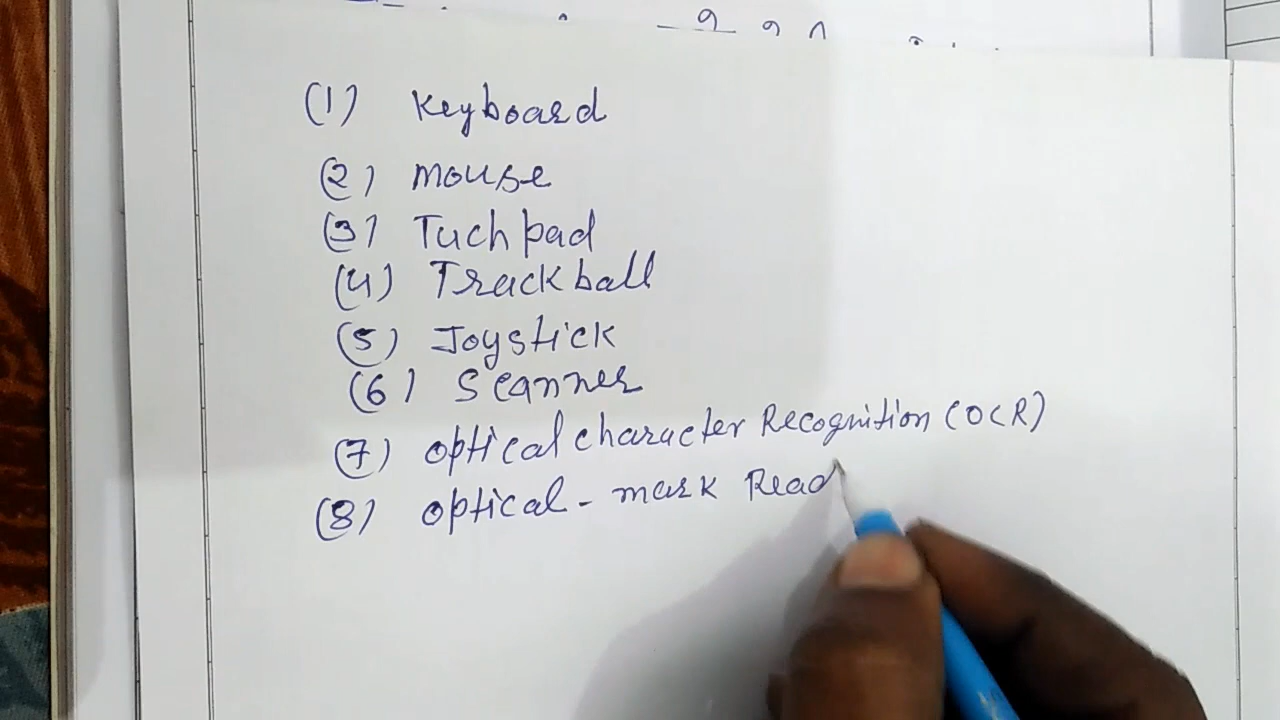 (1) Keyboard
(2) mouse
(3) Tuchpad
(4) Trackball
(5) Joystick
(6) Scanner
(7) Optical character Recognition (OCR)
(8) Optical - mark Read